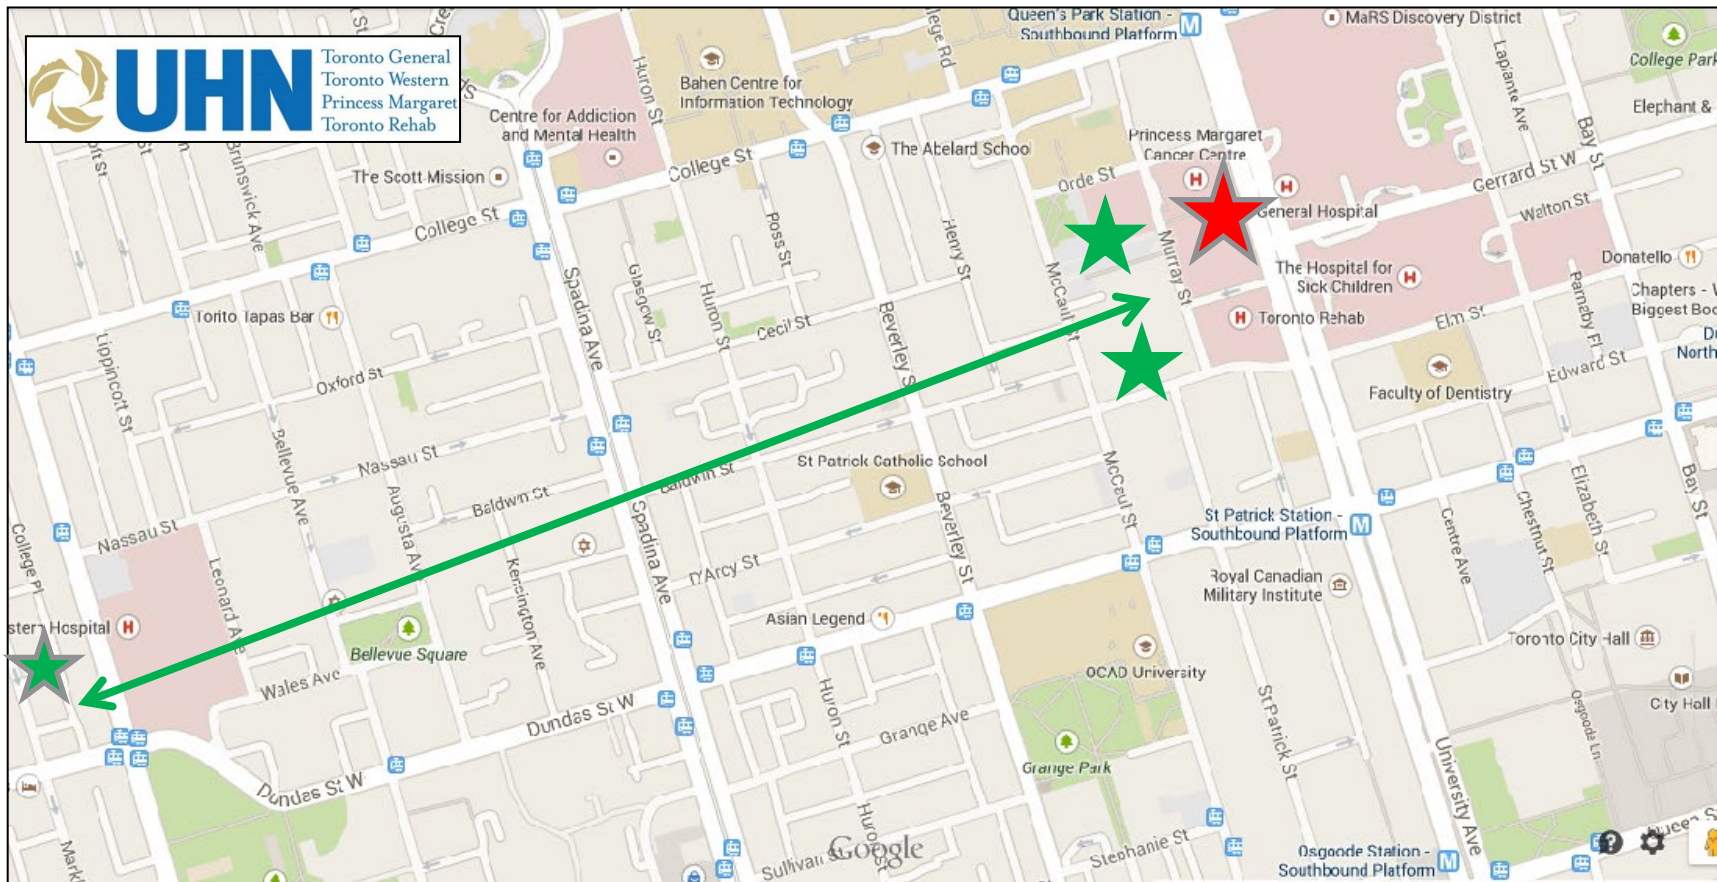 UHN
Toronto General
Toronto Western
Princess Margaret
Toronto Rehab
Queen's Park Station -
Southbound Platform
MaRS Discovery District
College Park
Elephant &
Huron St
Bahen Centre for
Information Technology
Centre for Addiction
and Mental Health
The Scott Mission
College St
The Abelard School
Princess Margaret
Cancer Centre
Orde St
General Hospital
Gerrard St W
Walton St
Laplante Ave
Bay St
Brunswick Ave
College St
Ross St
Henry St
McCaul St
Murray St
The Hospital for
Sick Children
Donatello
Chapters -
Biggest Boo
Toronto Rehab
Elm St
Edward St
Faculty of Dentistry
Torito Tapas Bar
Spadina Ave
Glasgow St
Huron St
Cecil St
Beverley S
Lippincott St
Oxford St
Bellevue Ave
Nassau St
Augusta Av
Baldwin St
Baldwin St
St Patrick Catholic School
McCaul St
Nassau St
College Pl
Leonard Ave
Kensington Ave
Spadina Ave
D'Arcy St
Beverley St
St Patrick Station -
Southbound Platform
Centre Ave
Chestnut St
Elizabeth St
Bay St
Royal Canadian
Military Institute
stern Hospital
Bellevue Square
Wales Ave
Asian Legend
Toronto City Hall
OCAD University
City Hall
Dundas St W
Huron St
Grange Ave
Grange Park
St Patrick St
University Ave
Osgoode Ln
Dundas St W
Huron St
Sullivan St
Google
Stephanie St
Osgoode Station -
Southbound Platform
Queen S